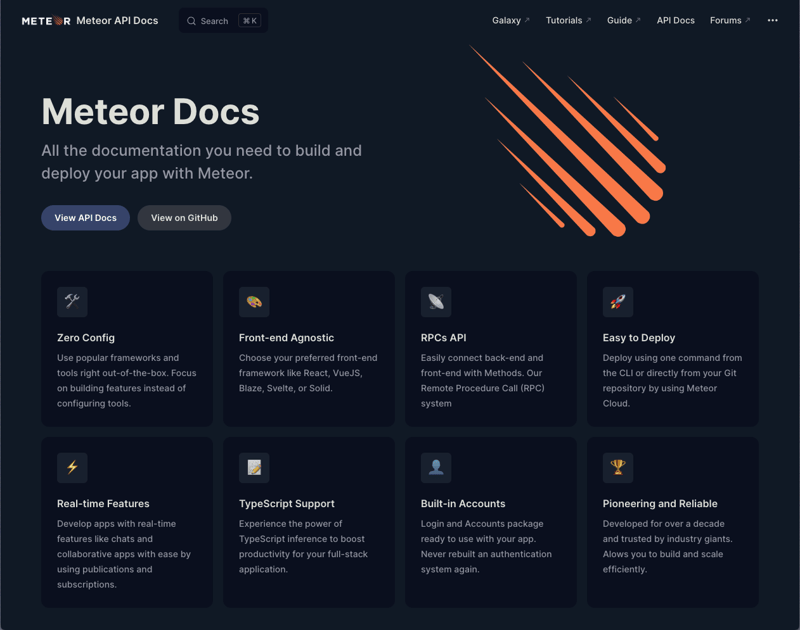 METEOR Meteor API Docs
Search
⌘ K
Galaxy ↗
Tutorials ↗
Guide ↗
API Docs
Forums ↗
Meteor Docs
All the documentation you need to build and
deploy your app with Meteor.
View API Docs
View on GitHub
Zero Config
Use popular frameworks and
tools right out-of-the-box. Focus
on building features instead of
configuring tools.
Front-end Agnostic
Choose your preferred front-end
framework like React, VueJS,
Blaze, Svelte, or Solid.
RPCs API
Easily connect back-end and
front-end with Methods. Our
Remote Procedure Call (RPC)
system
Easy to Deploy
Deploy using one command from
the CLI or directly from your Git
repository by using Meteor
Cloud.
Real-time Features
Develop apps with real-time
features like chats and
collaborative apps with ease by
using publications and
subscriptions.
TypeScript Support
Experience the power of
TypeScript inference to boost
productivity for your full-stack
application.
Built-in Accounts
Login and Accounts package
ready to use with your app.
Never rebuilt an authentication
system again.
Pioneering and Reliable
Developed for over a decade
and trusted by industry giants.
Alows you to build and scale
efficiently.